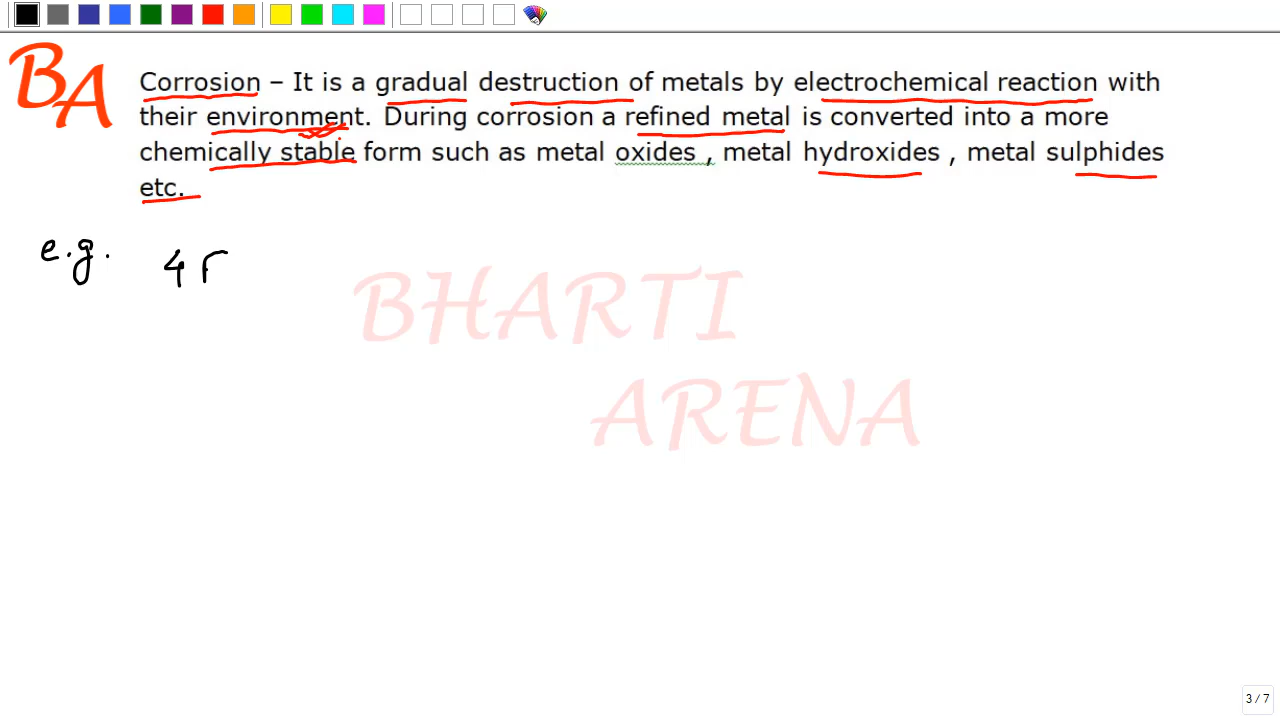 BA
Corrosion – It is a gradual destruction of metals by electrochemical reaction with
their environment. During corrosion a refined metal is converted into a more
chemically stable form such as metal oxides , metal hydroxides , metal sulphides
etc.
e.g. 4 F
BHARTI
ARENA
3 / 7